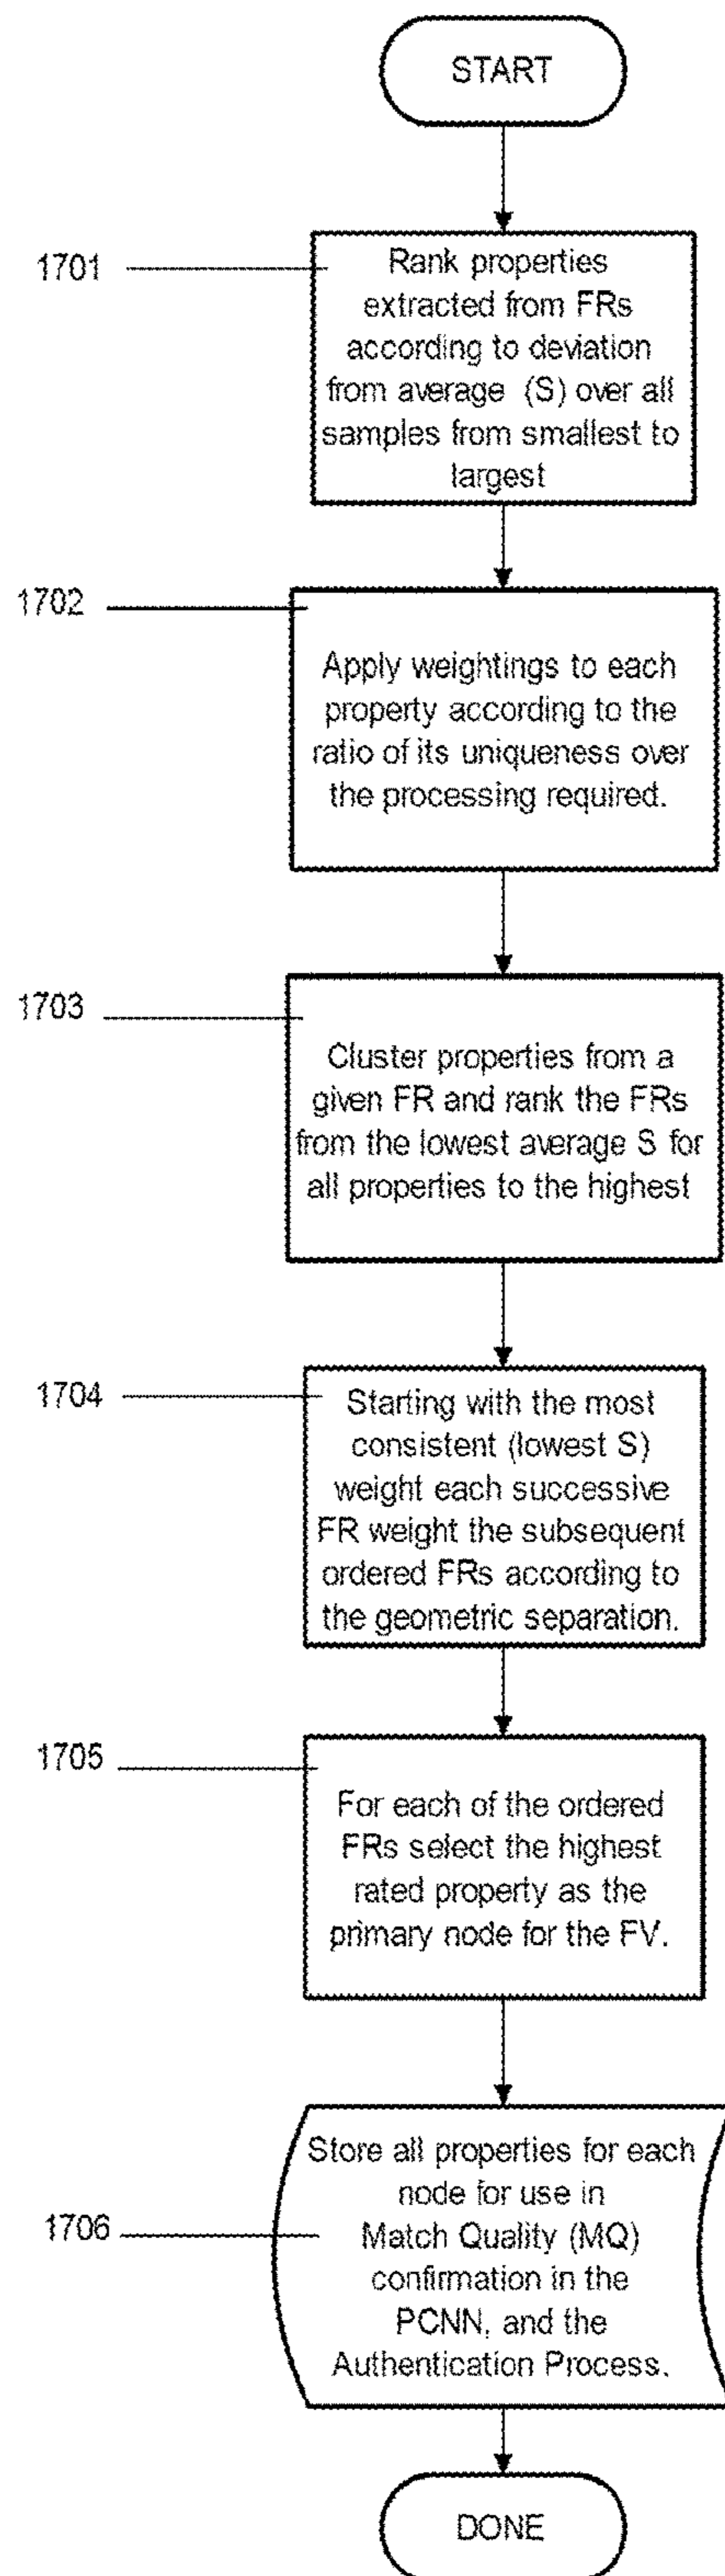 START
1701
Rank properties
extracted from FRs
according to deviation
from average (S) over all
samples from smallest to
largest
1702
Apply weightings to each
property according to the
ratio of its uniqueness over
the processing required.
1703
Cluster properties from a
given FR and rank the FRs
from the lowest average S for
all properties to the highest
1704
Starting with the most
consistent (lowest S)
weight each successive
FR weight the subsequent
ordered FRs according to
the geometric separation.
1705
For each of the ordered
FRs select the highest
rated property as the
primary node for the FV.
1706
Store all properties for each
node for use in
Match Quality (MQ)
confirmation in the
PCNN, and the
Authentication Process.
DONE